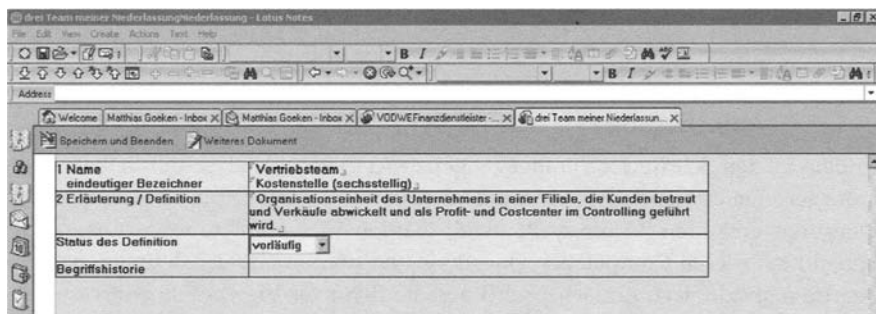 drei Team meiner NiederlassungNiederlassung - Lotus Notes
File Edit View Create Actions Text Help
Address
Welcome Matthias Goeken - Inbox Matthias Goeken - Inbox VODWEFinanzdienstleister -... drei Team meiner Niederlassun...
Speichern und Beenden Weiteres Dokument
1 Name Vertriebsteam
eindeutiger Bezeichner Kostenstelle (sechsstellig)
2 Erläuterung / Definition Organisationseinheit des Unternehmens in einer Filiale, die Kunden betreut
und Verkäufe abwickelt und als Profit- und Costcenter im Controlling geführt
wird.
Status des Definition vorläufig
Begriffshistorie